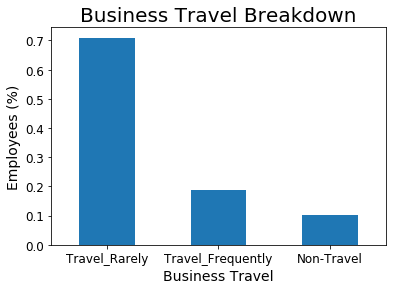 Business Travel Breakdown
Employees (%)
0.7
0.6
0.5
0.4
0.3
0.2
0.1
0.0
Travel_Rarely Travel_Frequently Non-Travel
Business Travel